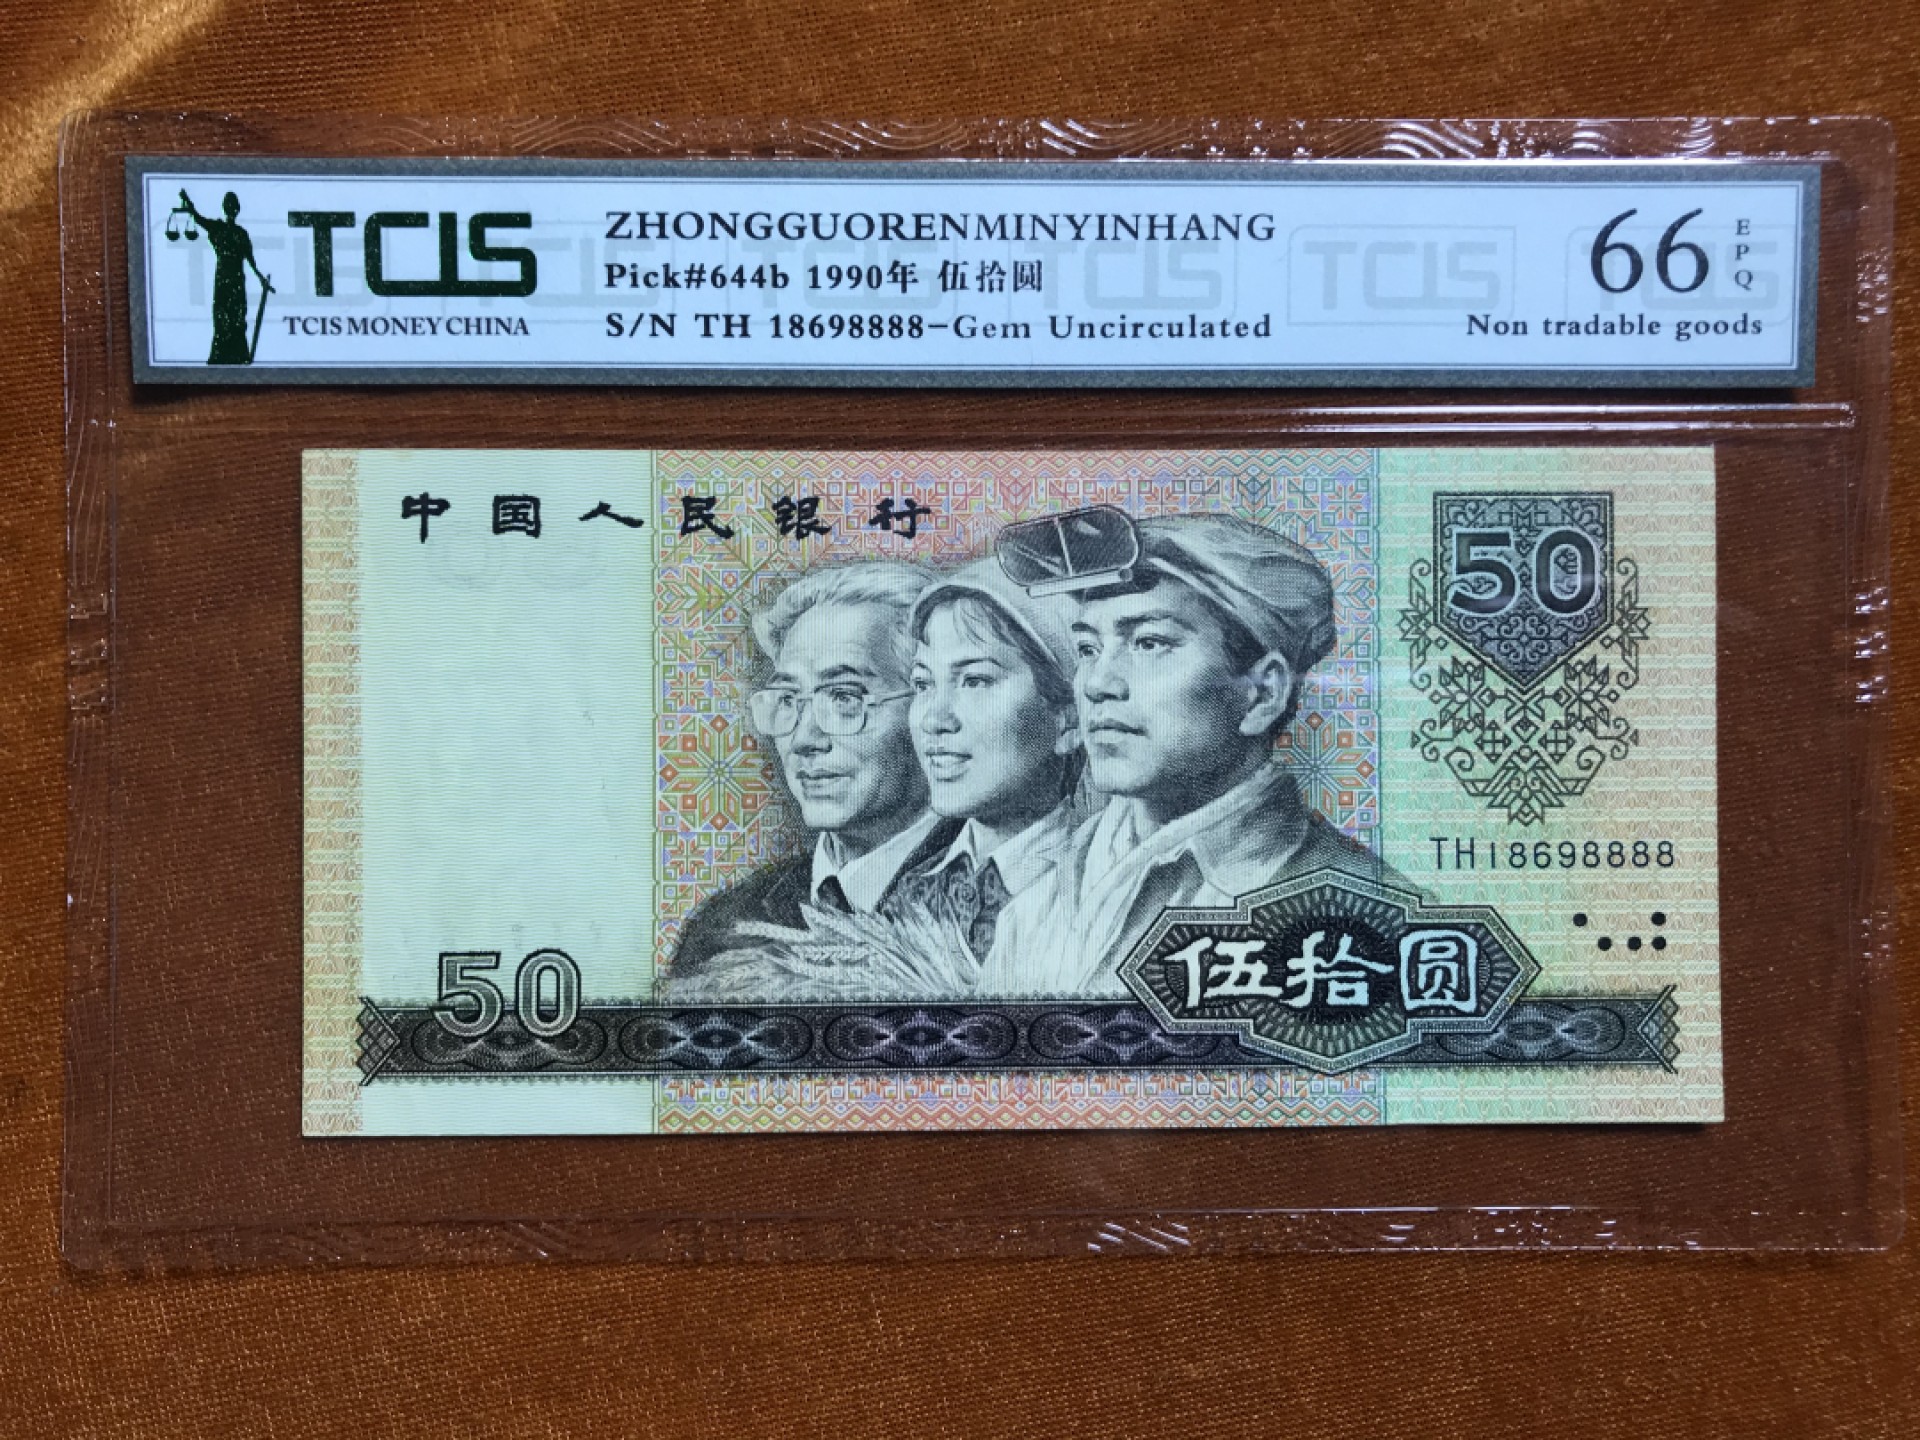 TCIS
TCIS MONEY CHINA
ZHONGGUORENMINYINHANG
Pick#644b 1990年 伍拾圆
S/N TH 18698888-Gem Uncirculated
66 EPQ
Non tradable goods
中国人民银行
50
TH18698888
50
伍拾圆